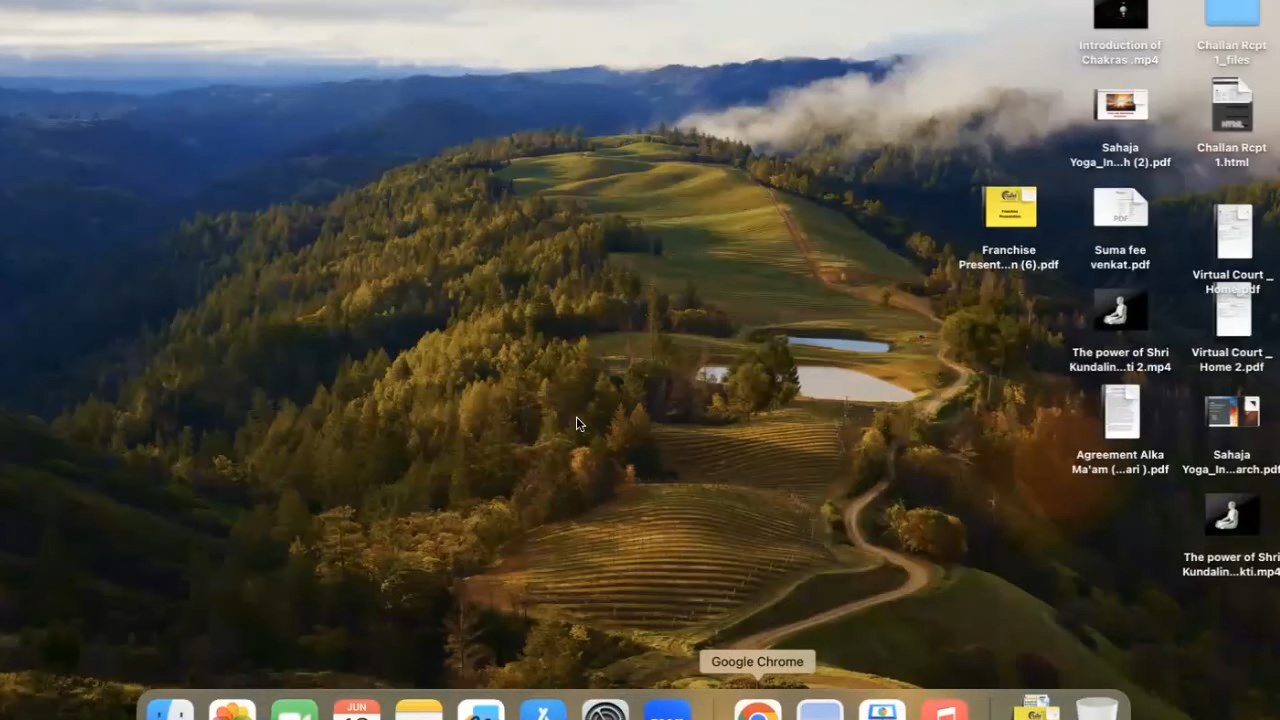 Introduction of
Chakras .mp4
Challan Rcpt
1_files
HTML
Sahaja
Yoga_In...h (2).pdf
Challan Rcpt
1.html
PDF
Franchise
Present...n (6).pdf
Suma fee
venkat.pdf
Virtual Court _
Home.pdf
The power of Shri
Kundalin...ti 2.mp4
Virtual Court _
Home 2.pdf
Agreement Alka
Ma'am (...ari ).pdf
Sahaja
Yoga_In...arch.pdf
The power of Shri
Kundalin...kti.mp4
Google Chrome
JUN
zoom